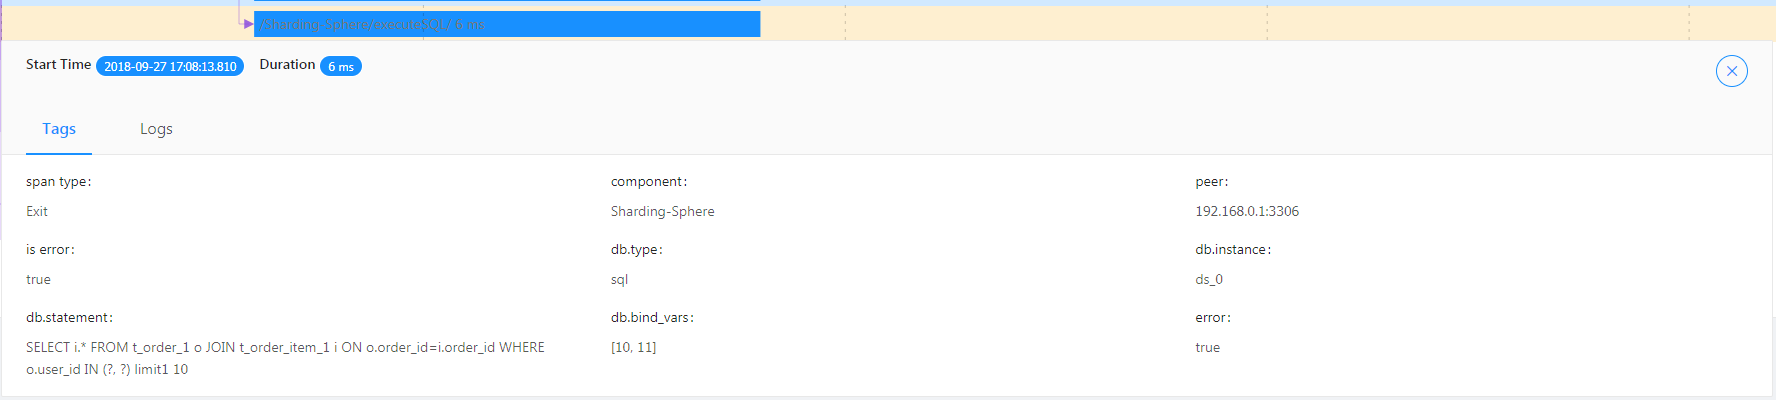 /Sharding-Sphere/executeSQL/ 6 ms
Start Time 2018-09-27 17:08:13.810 Duration 6 ms
Tags Logs
span type: component: peer:
Exit Sharding-Sphere 192.168.0.1:3306
is error: db.type: db.instance:
true sql ds_0
db.statement: db.bind_vars: error:
SELECT i.* FROM t_order_1 o JOIN t_order_item_1 i ON o.order_id=i.order_id WHERE [10, 11] true
o.user_id IN (?, ?) limit1 10